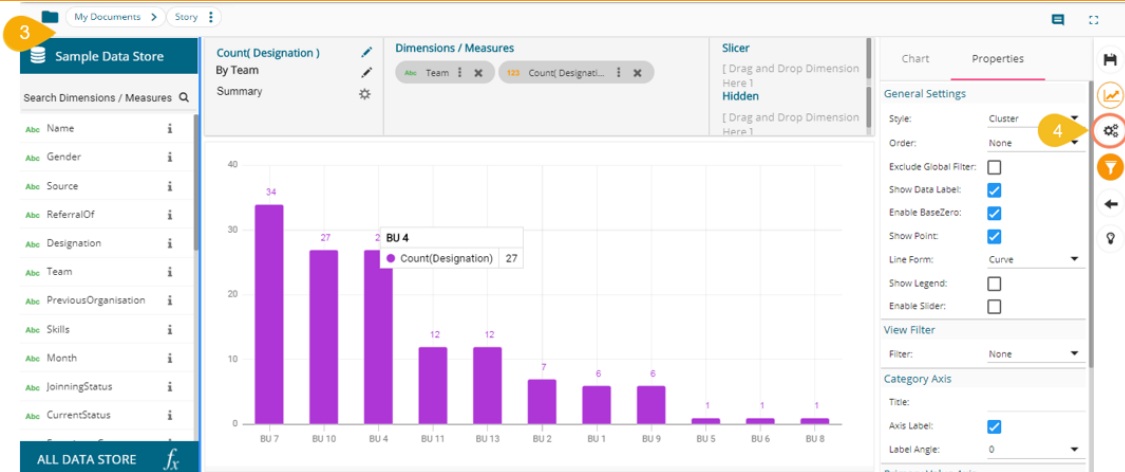 3
My Documents > Story
Sample Data Store
Search Dimensions / Measures
Abc Name i
Abc Gender i
Abc Source i
Abc ReferralOf i
Abc Designation i
Abc Team i
Abc PreviousOrganisation i
Abc Skills i
Abc Month i
Abc JoinningStatus i
Abc CurrentStatus i
ALL DATA STORE fx
Count( Designation )
By Team
Summary
Dimensions / Measures
Abc Team
123 Count( Designati...
Slicer
[ Drag and Drop Dimension
Here ]
Hidden
[ Drag and Drop Dimension
Here ]
40
30
20
10
0
34
27
2
12
12
7
6
6
1
1
1
BU 4
Count(Designation) 27
BU 7
BU 10
BU 4
BU 11
BU 13
BU 2
BU 1
BU 9
BU 5
BU 6
BU 8
Chart
Properties
General Settings
Style: Cluster
4
Order: None
Exclude Global Filter:
Show Data Label:
Enable BaseZero:
Show Point:
Line Form: Curve
Show Legend:
Enable Slider:
View Filter
Filter: None
Category Axis
Title:
Axis Label:
Label Angle: 0